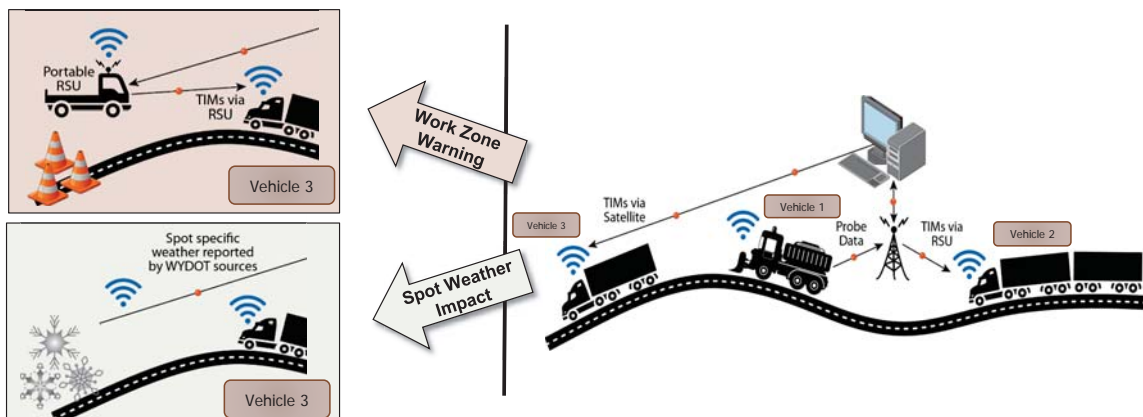 Portable
RSU
TIMs via
RSU
Vehicle 3
Spot specific
weather reported
by WYDOT sources
Vehicle 3
Work Zone
Warning
Spot Weather
Impact
TIMs via
Satellite
Vehicle 3
Vehicle 1
Probe
Data
TIMs via
RSU
Vehicle 2